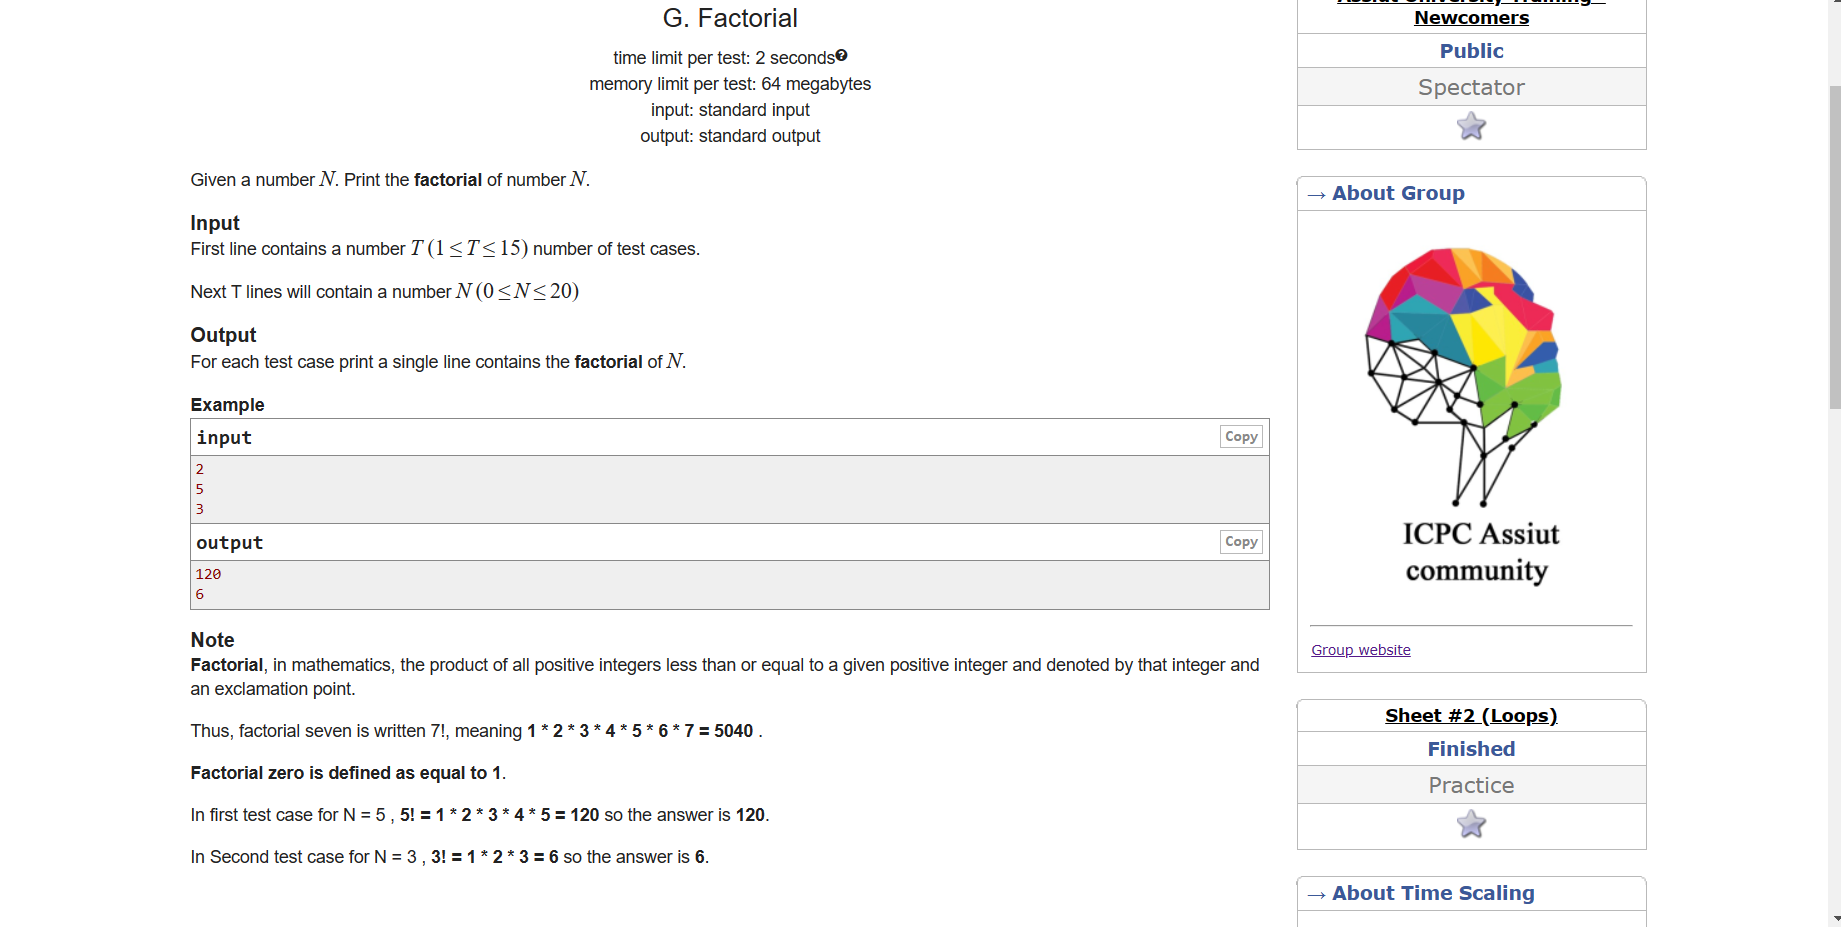 G. Factorial
time limit per test: 2 seconds
memory limit per test: 64 megabytes
input: standard input
output: standard output
Given a number N. Print the factorial of number N.
Input
First line contains a number T (1 ≤ T ≤ 15) number of test cases.
Next T lines will contain a number N (0 ≤ N ≤ 20)
Output
For each test case print a single line contains the factorial of N.
Example
input
Copy
2
5
3
output
Copy
120
6
Note
Factorial, in mathematics, the product of all positive integers less than or equal to a given positive integer and denoted by that integer and
an exclamation point.
Thus, factorial seven is written 7!, meaning 1 * 2 * 3 * 4 * 5 * 6 * 7 = 5040 .
Factorial zero is defined as equal to 1.
In first test case for N = 5 , 5! = 1 * 2 * 3 * 4 * 5 = 120 so the answer is 120.
In Second test case for N = 3 , 3! = 1 * 2 * 3 = 6 so the answer is 6.
Assiut University Training -
Newcomers
Public
Spectator
→ About Group
ICPC Assiut
community
Group website
Sheet #2 (Loops)
Finished
Practice
→ About Time Scaling